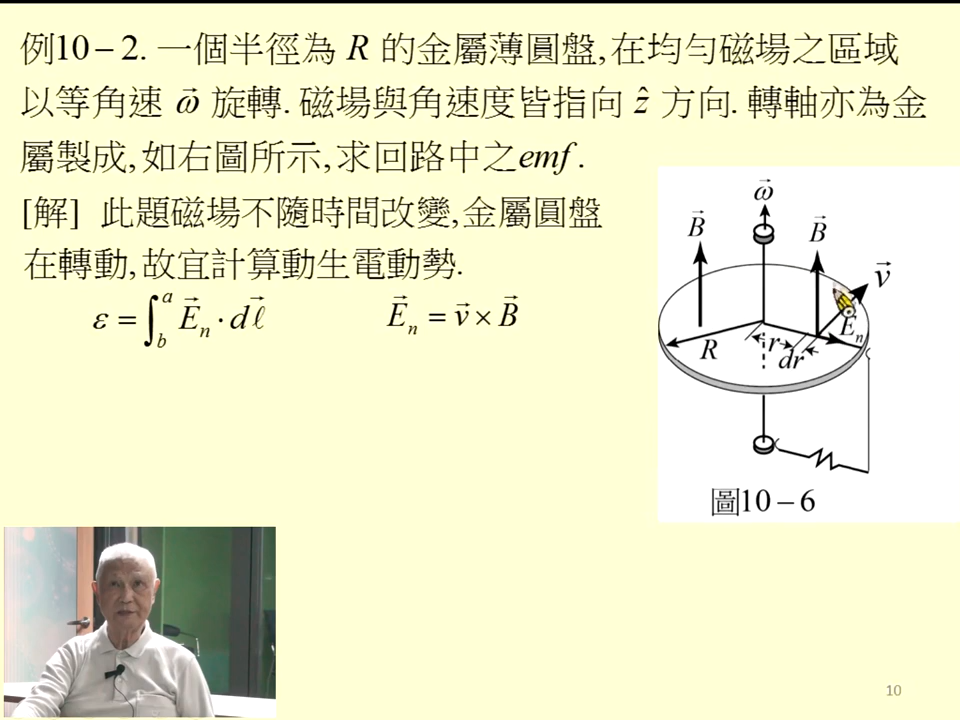 例10－2. 一個半徑為 R 的金屬薄圓盤,在均勻磁場之區域
以等角速 ω⃗ 旋轉. 磁場與角速度皆指向 ẑ 方向. 轉軸亦為金
屬製成,如右圖所示,求回路中之emf.
[解] 此題磁場不隨時間改變,金屬圓盤
在轉動,故宜計算動生電動勢.
ε = ∫_b^a E⃗_n · dℓ⃗
E⃗_n = v⃗ × B⃗
ω⃗
B⃗
B⃗
v⃗
E⃗_n
R
r
dr
圖10－6
10